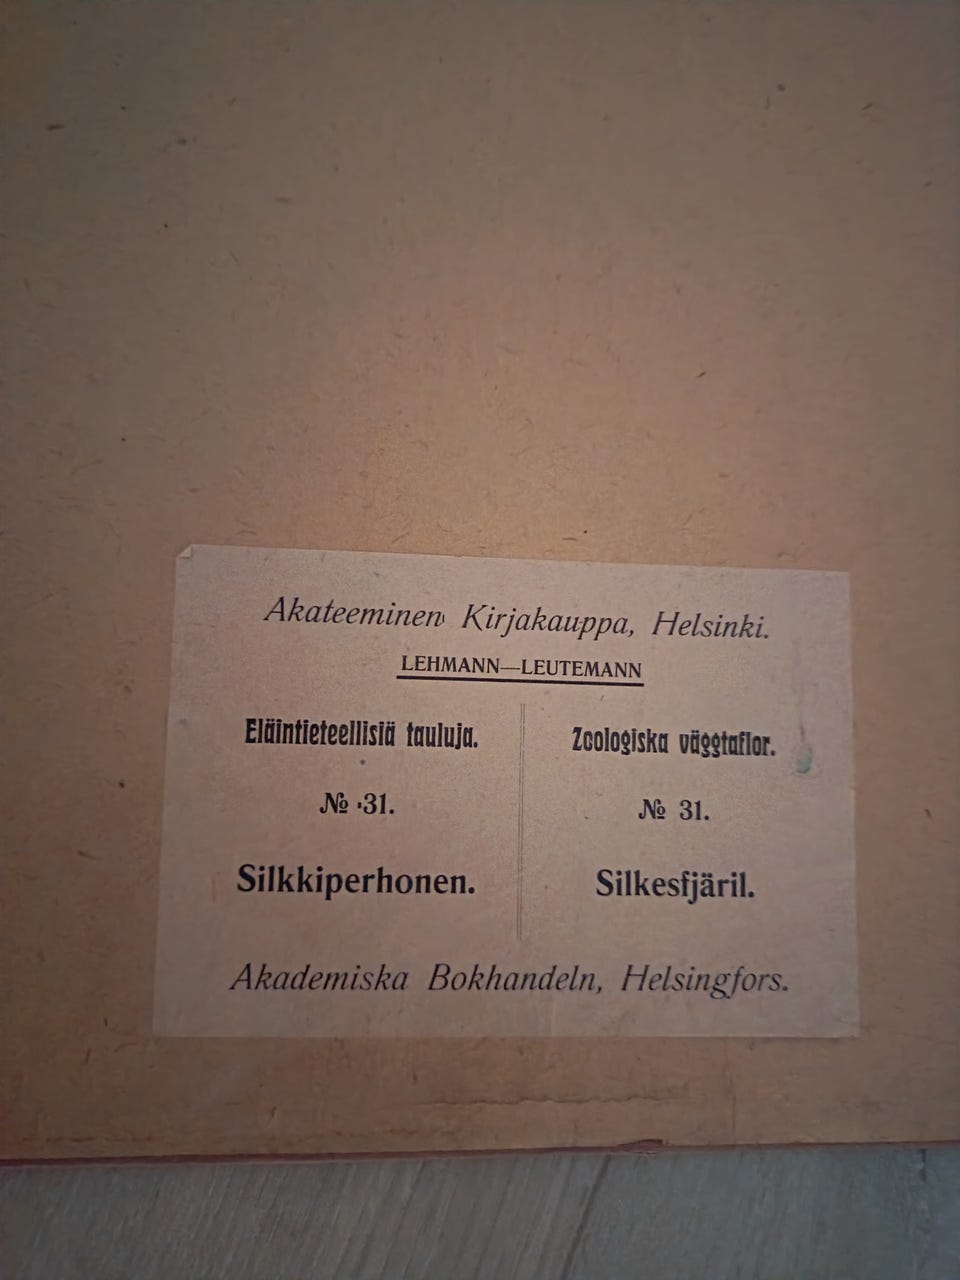 Akateeminen Kirjakauppa, Helsinki.
LEHMANN—LEUTEMANN
Eläintieteellisiä tauluja.
№ 31.
Silkkiperhonen.
Zoologiska väggtaflor.
№ 31.
Silkesfjäril.
Akademiska Bokhandeln, Helsingfors.